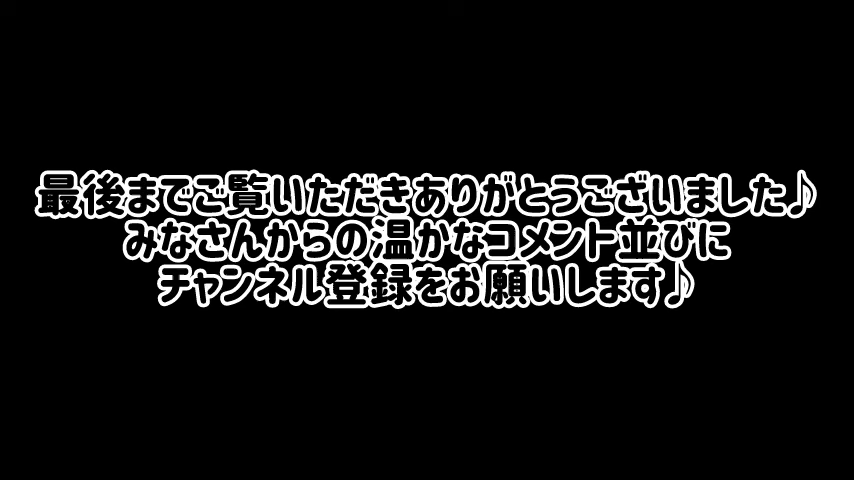 最後までご覧いただきありがとうございました♪
みなさんからの温かなコメント並びに
チャンネル登録をお願いします♪